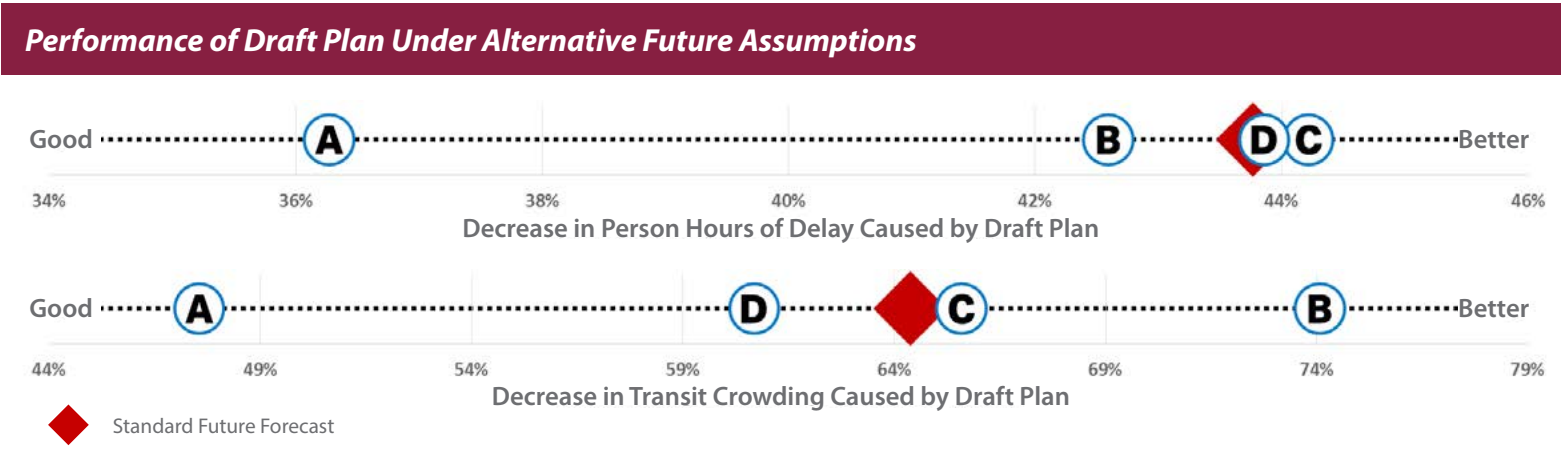 Performance of Draft Plan Under Alternative Future Assumptions
Good A B D C Better
34% 36% 38% 40% 42% 44% 46%
Decrease in Person Hours of Delay Caused by Draft Plan
Good A D C B Better
44% 49% 54% 59% 64% 69% 74% 79%
Decrease in Transit Crowding Caused by Draft Plan
Standard Future Forecast